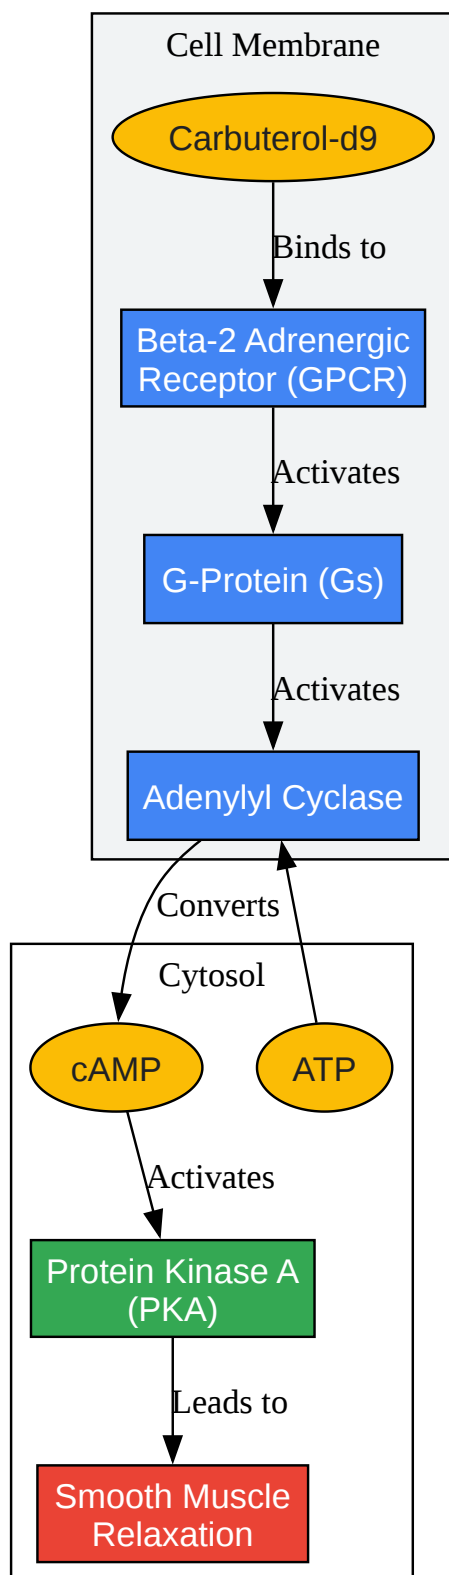 Cell Membrane
Carbuterol-d9
Binds to
Beta-2 Adrenergic
Receptor (GPCR)
Activates
G-Protein (Gs)
Activates
Adenylyl Cyclase
Converts
Cytosol
cAMP
ATP
Activates
Protein Kinase A
(PKA)
Leads to
Smooth Muscle
Relaxation